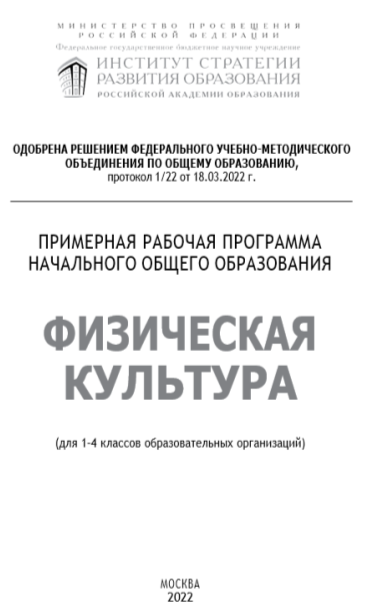 МИНИСТЕРСТВО ПРОСВЕЩЕНИЯ
РОССИЙСКОЙ ФЕДЕРАЦИИ
Федеральное государственное бюджетное научное учреждение
ИНСТИТУТ СТРАТЕГИИ
РАЗВИТИЯ ОБРАЗОВАНИЯ
РОССИЙСКОЙ АКАДЕМИИ ОБРАЗОВАНИЯ
ОДОБРЕНА РЕШЕНИЕМ ФЕДЕРАЛЬНОГО УЧЕБНО-МЕТОДИЧЕСКОГО
ОБЪЕДИНЕНИЯ ПО ОБЩЕМУ ОБРАЗОВАНИЮ,
протокол 1/22 от 18.03.2022 г.
ПРИМЕРНАЯ РАБОЧАЯ ПРОГРАММА
НАЧАЛЬНОГО ОБЩЕГО ОБРАЗОВАНИЯ
ФИЗИЧЕСКАЯ
КУЛЬТУРА
(для 1–4 классов образовательных организаций)
МОСКВА
2022